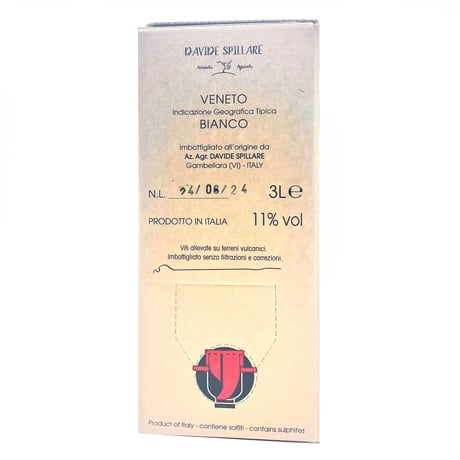 DAVIDE SPILLARE
Azienda Agricola
VENETO
Indicazione Geografica Tipica
BIANCO
Imbottigliato all'origine da
Az. Agr. DAVIDE SPILLARE
Gambellara (VI) - ITALY
N.L. 24/06/24 3L℮
PRODOTTO IN ITALIA 11% vol
Viti allevate su terreni vulcanici.
Imbottigliato senza filtrazioni e correzioni.
Product of Italy - contiene solfiti - contains sulphites